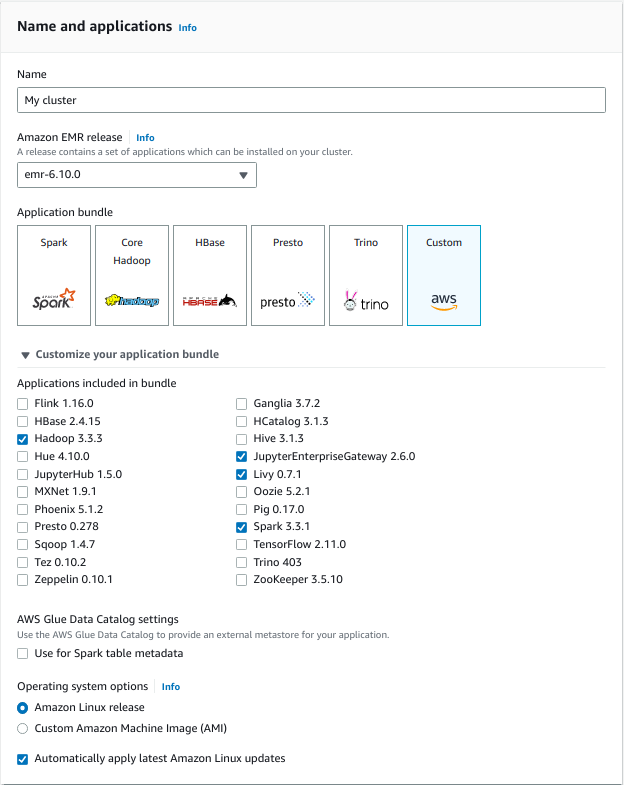 Name and applications Info
Name
My cluster
Amazon EMR release Info
A release contains a set of applications which can be installed on your cluster.
emr-6.10.0
Application bundle
Spark
Core
Hadoop
HBase
Presto
Trino
Custom
APACHE
Spark
hadoop
APACHE
HBASE
presto
trino
aws
Customize your application bundle
Applications included in bundle
Flink 1.16.0
HBase 2.4.15
Hadoop 3.3.3
Hue 4.10.0
JupyterHub 1.5.0
MXNet 1.9.1
Phoenix 5.1.2
Presto 0.278
Sqoop 1.4.7
Tez 0.10.2
Zeppelin 0.10.1
Ganglia 3.7.2
HCatalog 3.1.3
Hive 3.1.3
JupyterEnterpriseGateway 2.6.0
Livy 0.7.1
Oozie 5.2.1
Pig 0.17.0
Spark 3.3.1
TensorFlow 2.11.0
Trino 403
ZooKeeper 3.5.10
AWS Glue Data Catalog settings
Use the AWS Glue Data Catalog to provide an external metastore for your application.
Use for Spark table metadata
Operating system options Info
Amazon Linux release
Custom Amazon Machine Image (AMI)
Automatically apply latest Amazon Linux updates